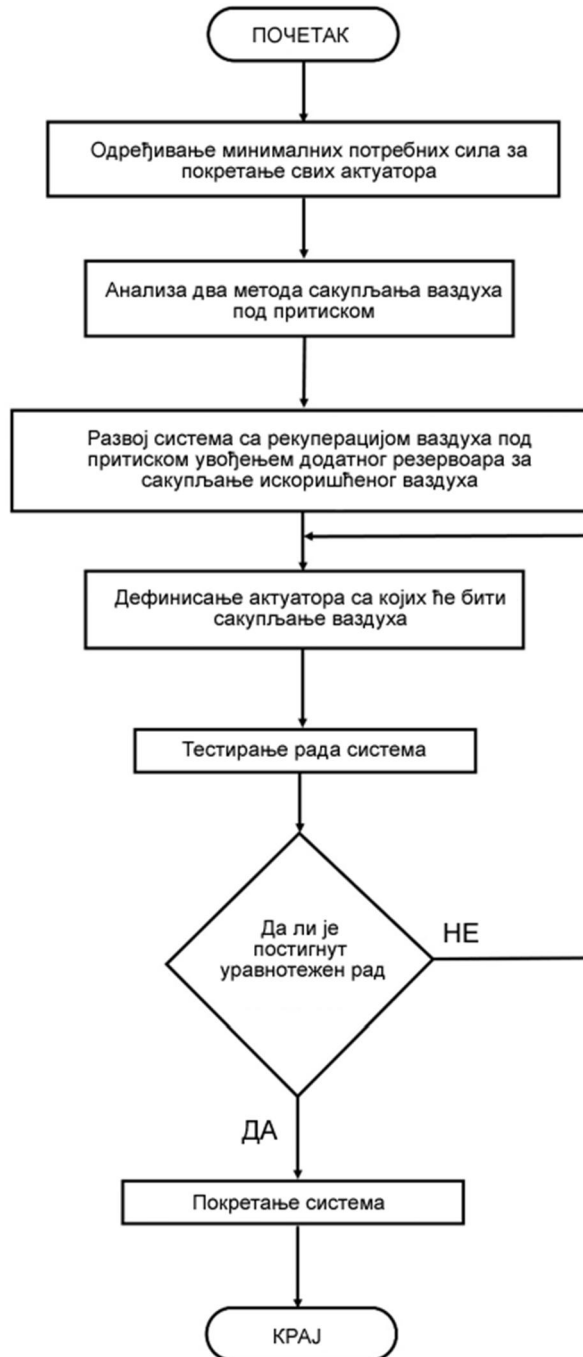 ПОЧЕТАК
Одређивање минималних потребних сила за
покретање свих актуатора
Анализа два метода сакупљања ваздуха
под притиском
Развој система са рекуперацијом ваздуха под
притиском увођењем додатног резервоара за
сакупљање искоришћеног ваздуха
Дефинисање актуатора са којих ће бити
сакупљање ваздуха
Тестирање рада система
Да ли је
постигнут
уравнотежен рад
НЕ
ДА
Покретање система
КРАЈ